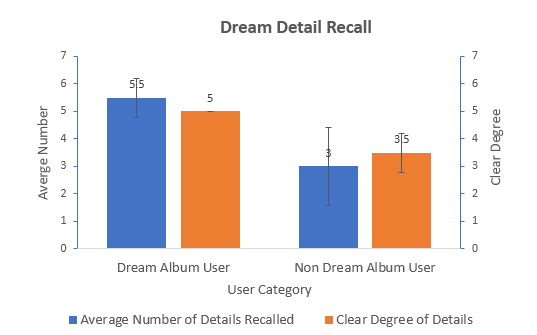 Dream Detail Recall
7
6
5
4
3
2
1
0
Averge Number
5.5
5
3
3.5
7
6
5
4
3
2
1
0
Clear Degree
Dream Album User
Non Dream Album User
User Category
Average Number of Details Recalled
Clear Degree of Details